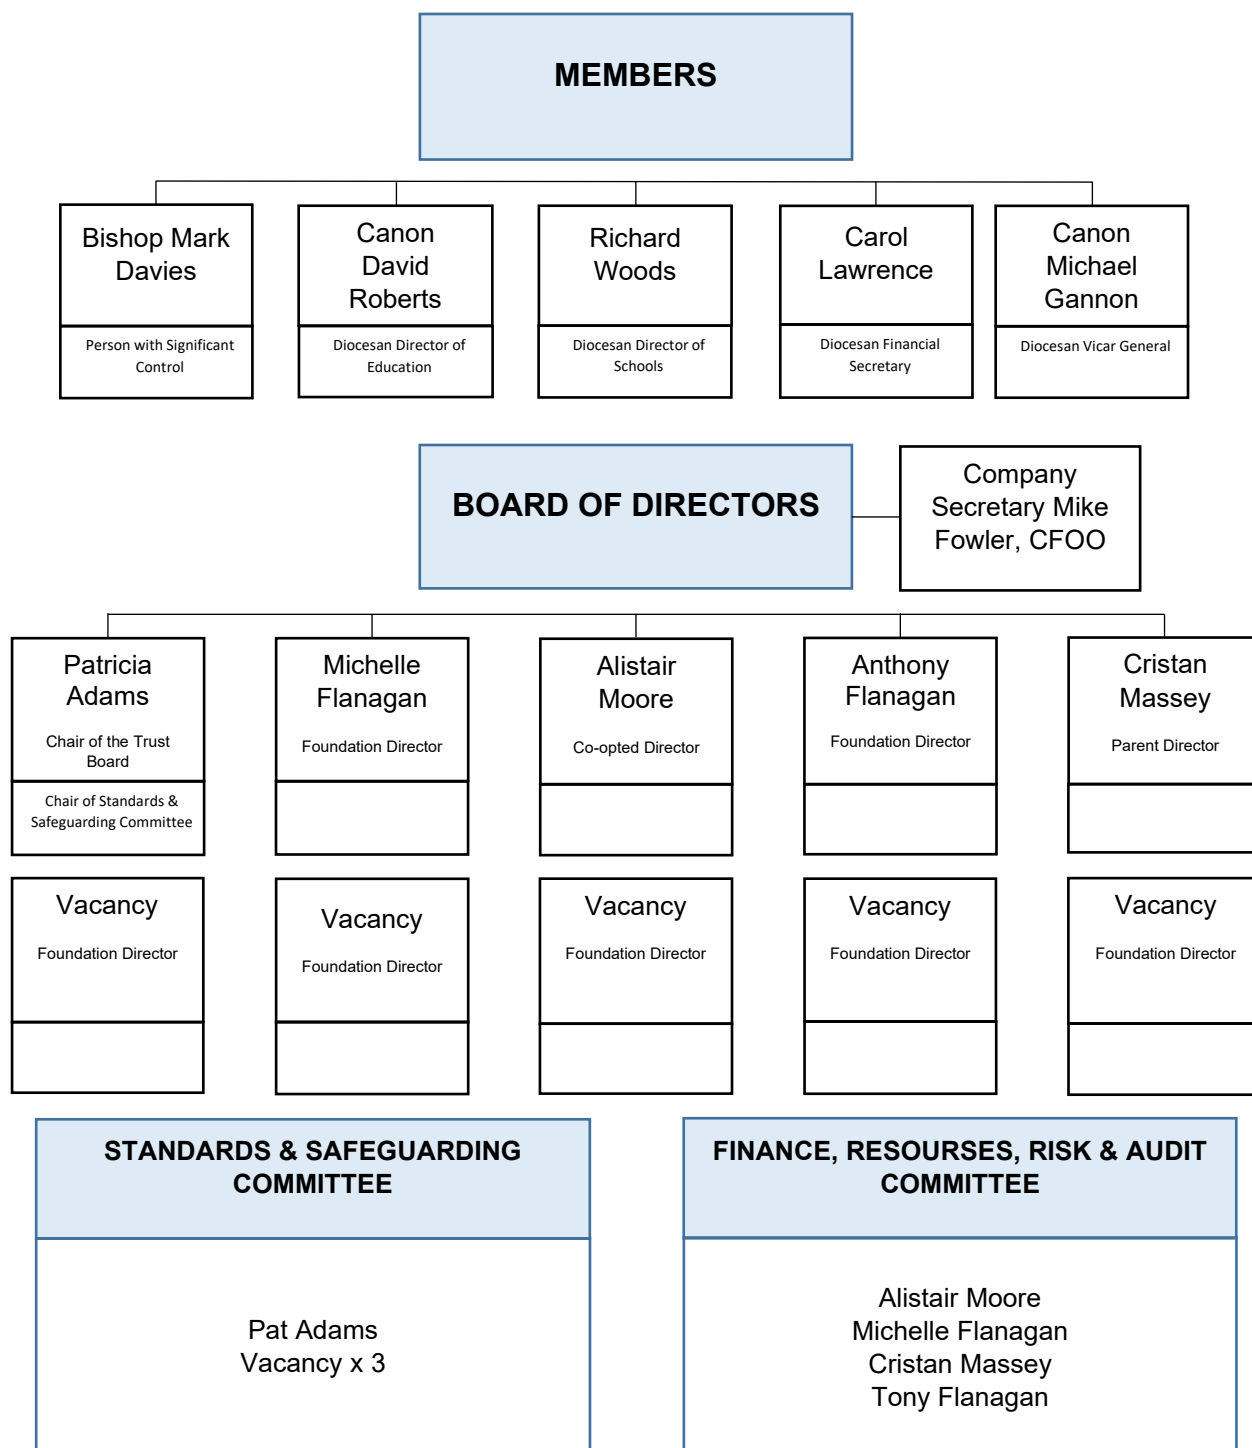 MEMBERS
Bishop Mark
Davies
Person with Significant
Control
Canon
David
Roberts
Diocesan Director of
Education
Richard
Woods
Diocesan Director of
Schools
Carol
Lawrence
Diocesan Financial
Secretary
Canon
Michael
Gannon
Diocesan Vicar General
BOARD OF DIRECTORS
Company
Secretary Mike
Fowler, CFOO
Patricia
Adams
Chair of the Trust
Board
Chair of Standards &
Safeguarding Committee
Michelle
Flanagan
Foundation Director
Alistair
Moore
Co-opted Director
Anthony
Flanagan
Foundation Director
Cristan
Massey
Parent Director
Vacancy
Foundation Director
Vacancy
Foundation Director
Vacancy
Foundation Director
Vacancy
Foundation Director
Vacancy
Foundation Director
STANDARDS & SAFEGUARDING
COMMITTEE
Pat Adams
Vacancy x 3
FINANCE, RESOURSES, RISK & AUDIT
COMMITTEE
Alistair Moore
Michelle Flanagan
Cristan Massey
Tony Flanagan